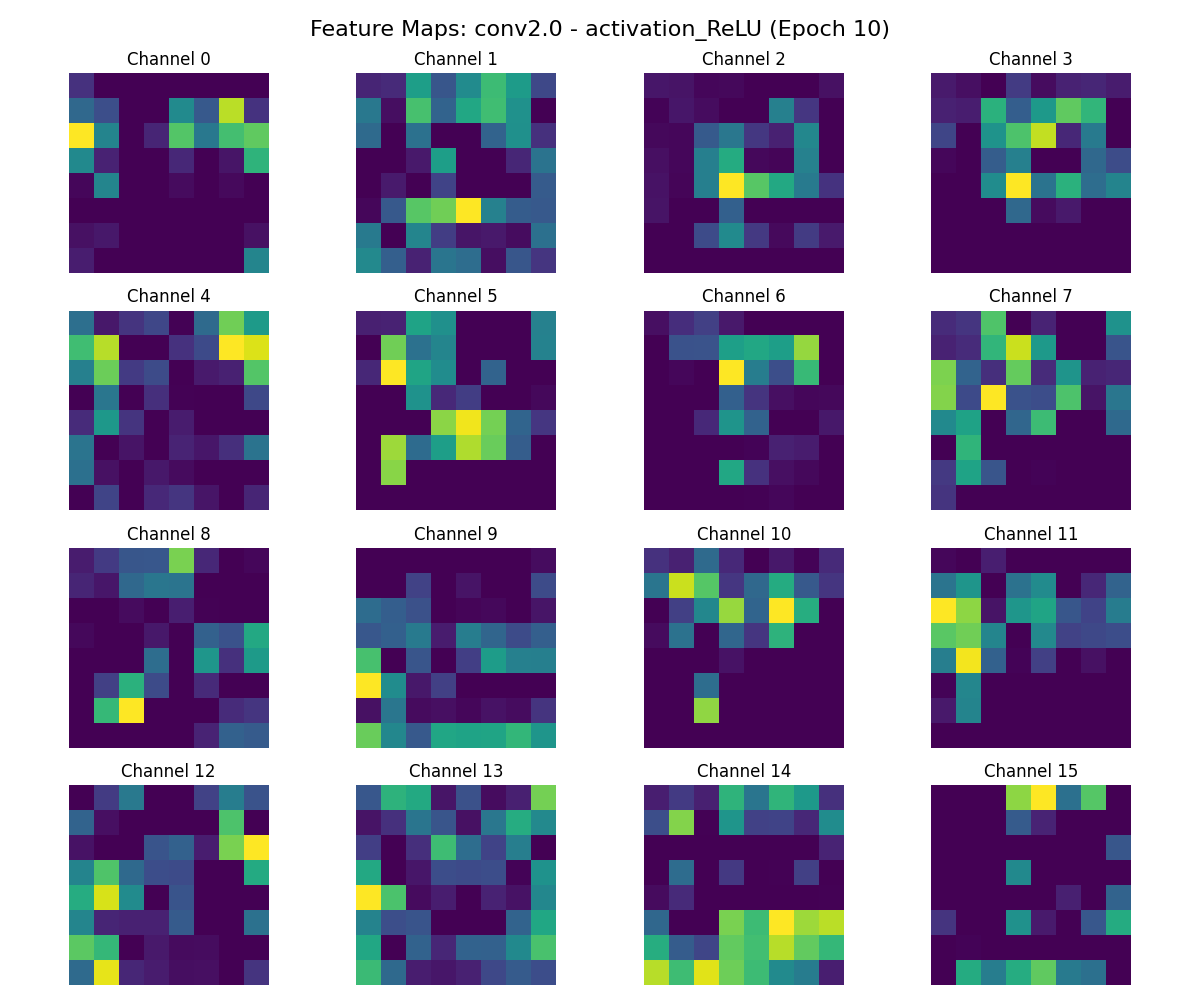 Feature Maps: conv2.0 - activation_ReLU (Epoch 10)
Channel 0 Channel 1 Channel 2 Channel 3
Channel 4 Channel 5 Channel 6 Channel 7
Channel 8 Channel 9 Channel 10 Channel 11
Channel 12 Channel 13 Channel 14 Channel 15